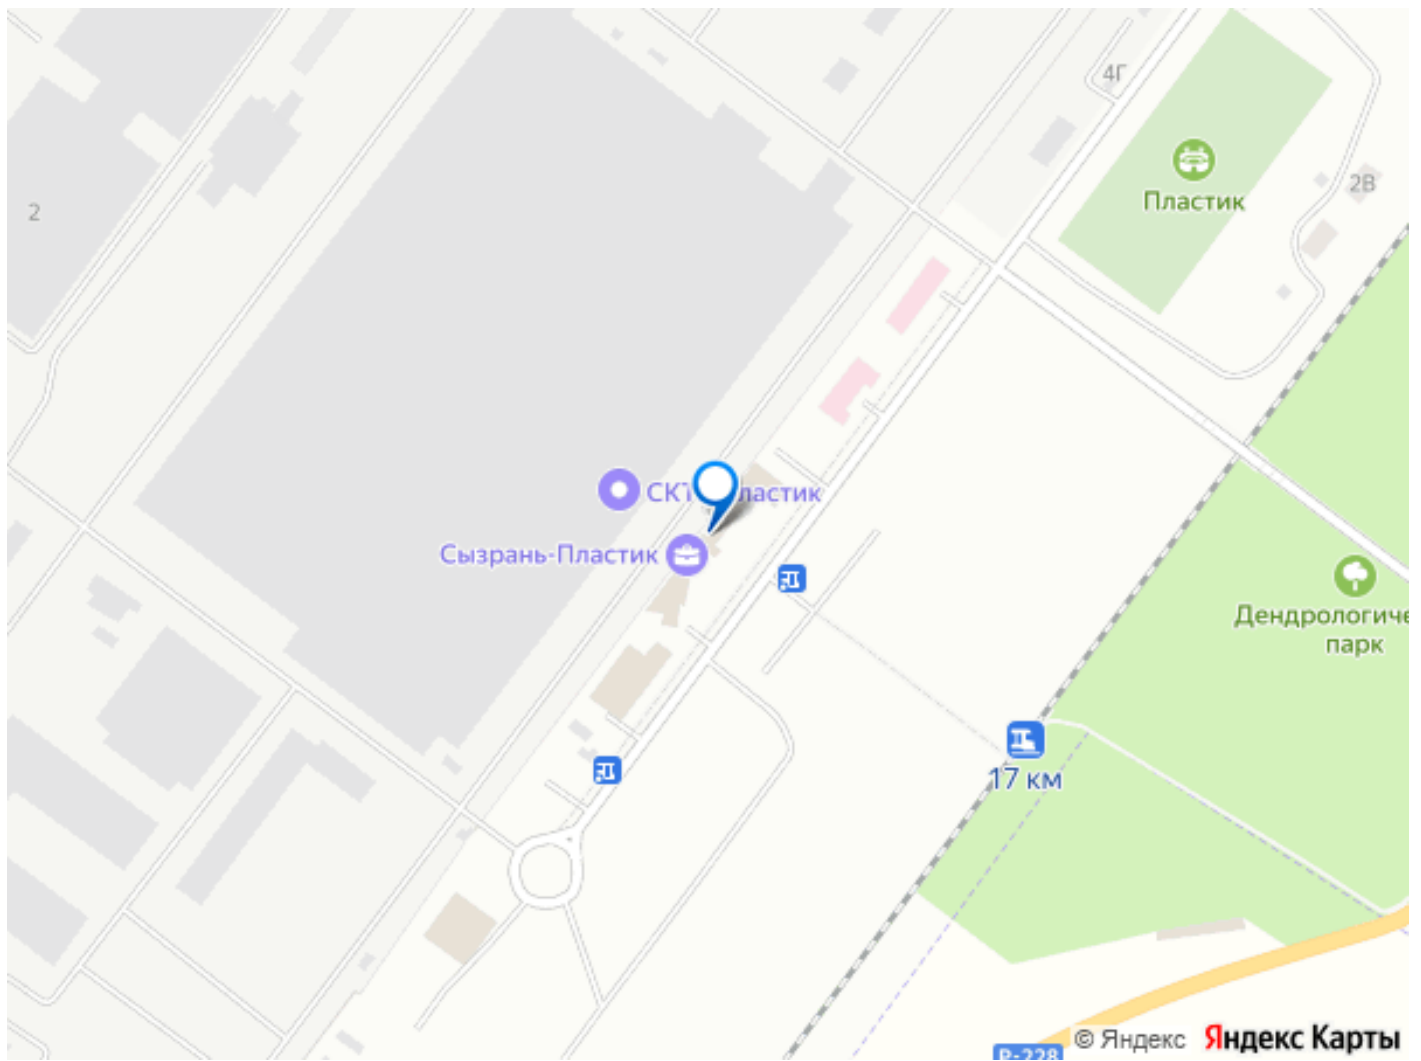 4Г
Пластик
2В
2
СКТ
ластик
Сызрань-Пластик
Дендрологиче
парк
17 км
Р-228
© Яндекс Яндекс Карты